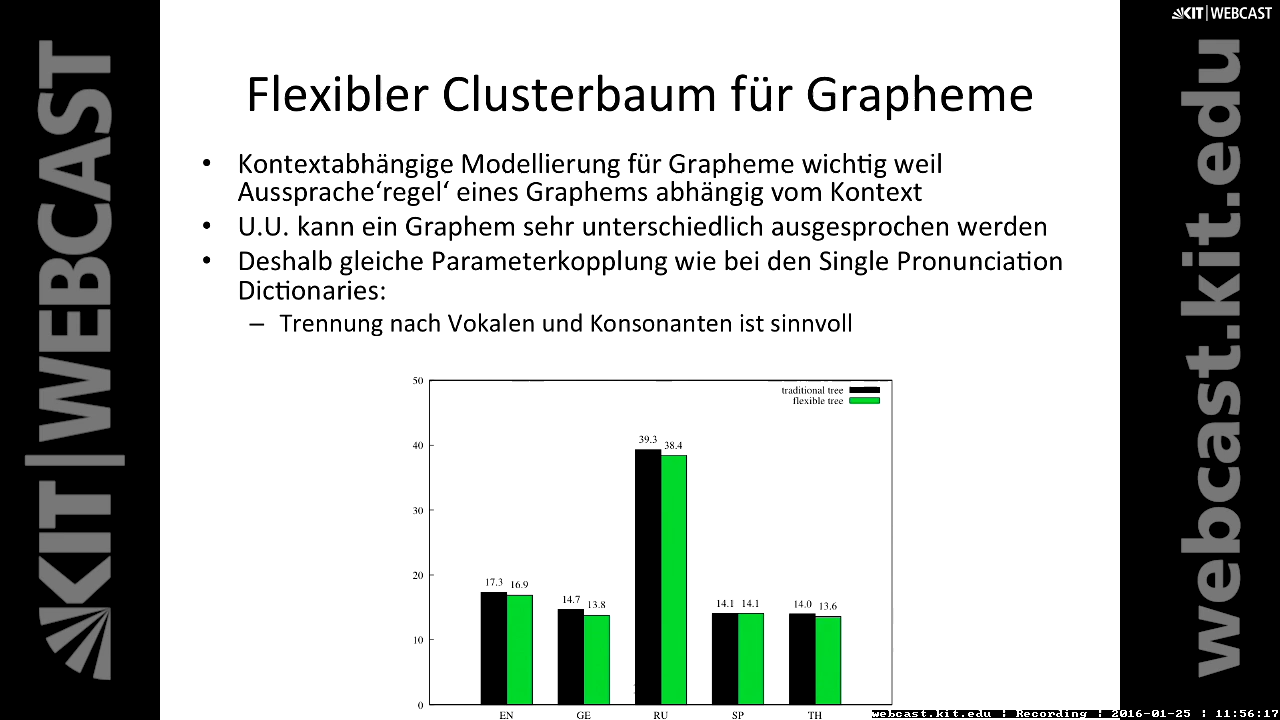 KIT | WEBCAST
KIT|WEBCAST
webcast.kit.edu
Flexibler Clusterbaum für Grapheme
• Kontextabhängige Modellierung für Grapheme wichtig weil
Aussprache‘regel‘ eines Graphems abhängig vom Kontext
• U.U. kann ein Graphem sehr unterschiedlich ausgesprochen werden
• Deshalb gleiche Parameterkopplung wie bei den Single Pronunciation
Dictionaries:
– Trennung nach Vokalen und Konsonanten ist sinnvoll
50
traditional tree
flexible tree
40
39.3 38.4
30
20
17.3 16.9
14.7 13.8
14.1 14.1
14.0 13.6
10
0
EN GE RU SP TH
webcast.kit.edu | Recording | 2016-01-25 | 11:56:17